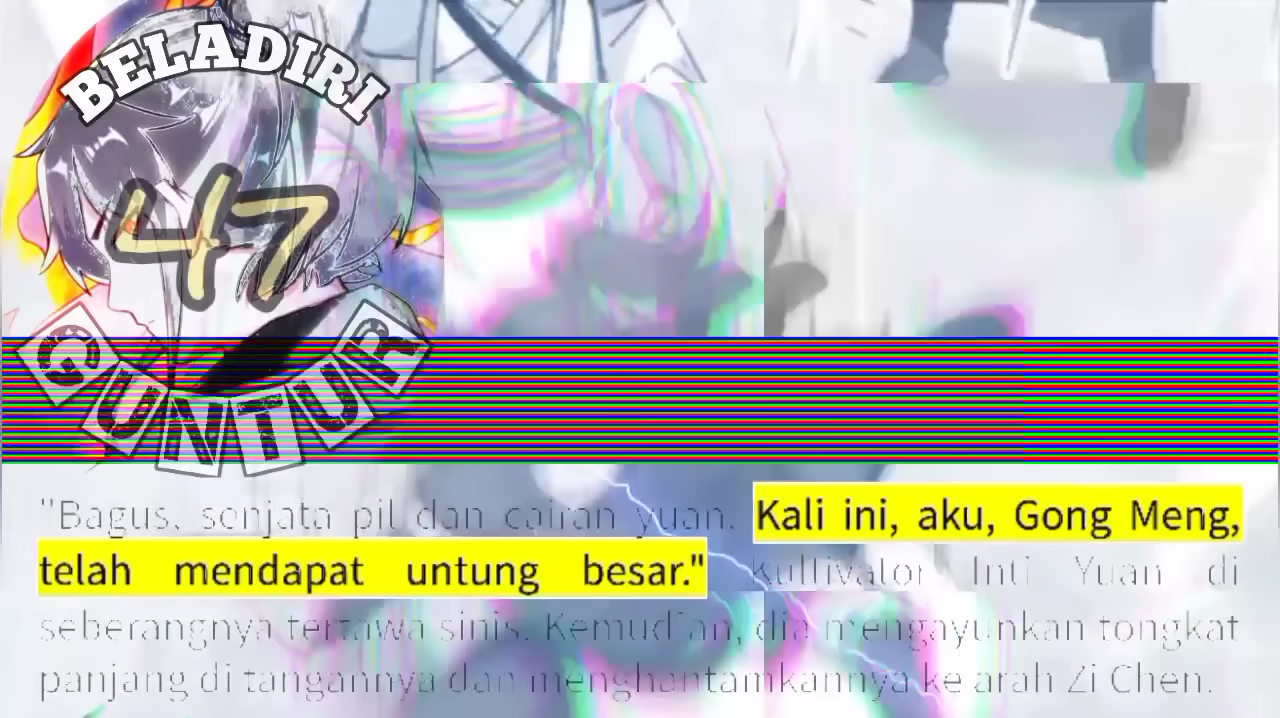 BELADIRI
47
GUNTUR
"Bagus, senjata pil dan cairan yuan. Kali ini, aku, Gong Meng,
telah mendapat untung besar." Kultivator Inti Yuan di
seberangnya tertawa sinis. Kemudian, dia mengayunkan tongkat
panjang di tangannya dan menghantamkannya ke arah Zi Chen.